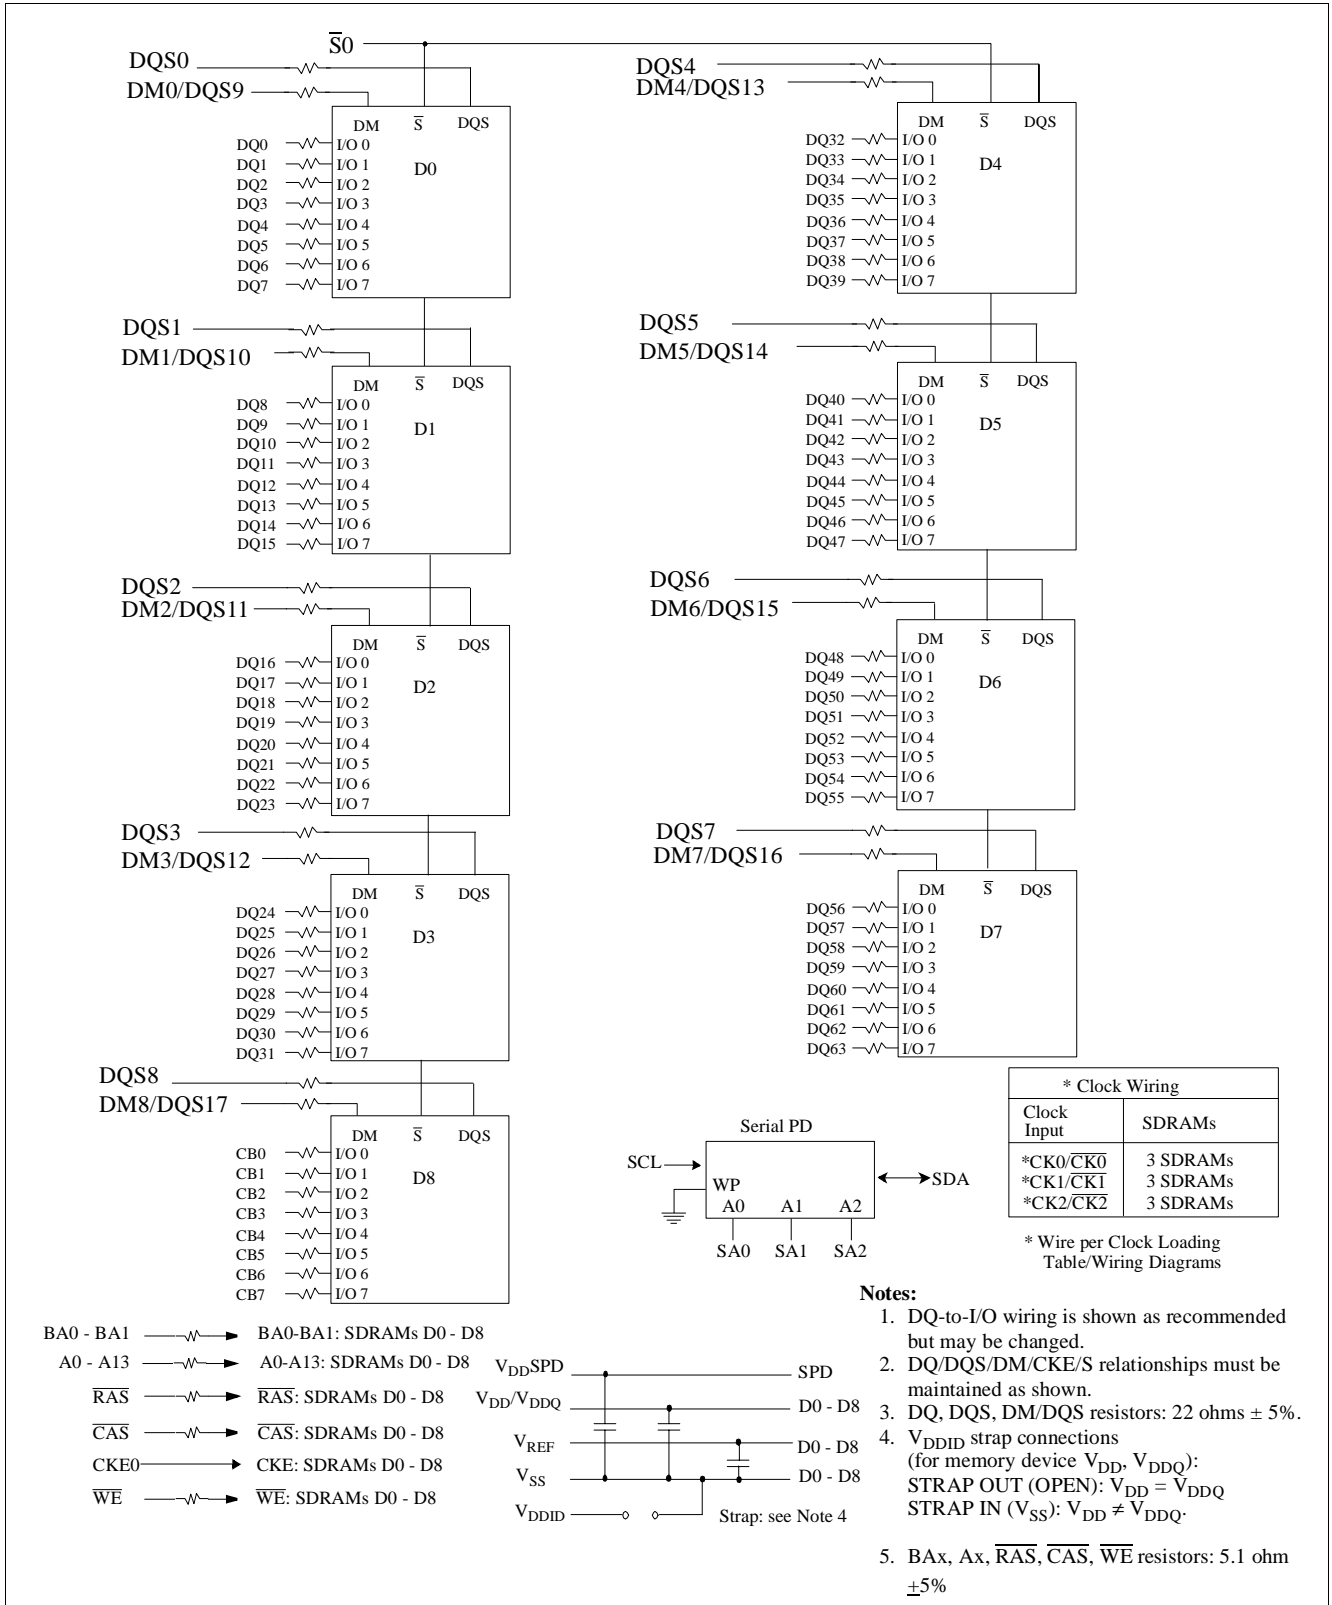 S̅0
DQS0
DM0/DQS9
DM S̅ DQS
D0
DQ0 I/O 0
DQ1 I/O 1
DQ2 I/O 2
DQ3 I/O 3
DQ4 I/O 4
DQ5 I/O 5
DQ6 I/O 6
DQ7 I/O 7
DQS1
DM1/DQS10
DM S̅ DQS
D1
DQ8 I/O 0
DQ9 I/O 1
DQ10 I/O 2
DQ11 I/O 3
DQ12 I/O 4
DQ13 I/O 5
DQ14 I/O 6
DQ15 I/O 7
DQS2
DM2/DQS11
DM S̅ DQS
D2
DQ16 I/O 0
DQ17 I/O 1
DQ18 I/O 2
DQ19 I/O 3
DQ20 I/O 4
DQ21 I/O 5
DQ22 I/O 6
DQ23 I/O 7
DQS3
DM3/DQS12
DM S̅ DQS
D3
DQ24 I/O 0
DQ25 I/O 1
DQ26 I/O 2
DQ27 I/O 3
DQ28 I/O 4
DQ29 I/O 5
DQ30 I/O 6
DQ31 I/O 7
DQS8
DM8/DQS17
DM S̅ DQS
D8
CB0 I/O 0
CB1 I/O 1
CB2 I/O 2
CB3 I/O 3
CB4 I/O 4
CB5 I/O 5
CB6 I/O 6
CB7 I/O 7
DQS4
DM4/DQS13
DM S̅ DQS
D4
DQ32 I/O 0
DQ33 I/O 1
DQ34 I/O 2
DQ35 I/O 3
DQ36 I/O 4
DQ37 I/O 5
DQ38 I/O 6
DQ39 I/O 7
DQS5
DM5/DQS14
DM S̅ DQS
D5
DQ40 I/O 0
DQ41 I/O 1
DQ42 I/O 2
DQ43 I/O 3
DQ44 I/O 4
DQ45 I/O 5
DQ46 I/O 6
DQ47 I/O 7
DQS6
DM6/DQS15
DM S̅ DQS
D6
DQ48 I/O 0
DQ49 I/O 1
DQ50 I/O 2
DQ51 I/O 3
DQ52 I/O 4
DQ53 I/O 5
DQ54 I/O 6
DQ55 I/O 7
DQS7
DM7/DQS16
DM S̅ DQS
D7
DQ56 I/O 0
DQ57 I/O 1
DQ58 I/O 2
DQ59 I/O 3
DQ60 I/O 4
DQ61 I/O 5
DQ62 I/O 6
DQ63 I/O 7
Serial PD
SCL
WP
SDA
A0 A1 A2
SA0 SA1 SA2
* Clock Wiring
Clock Input SDRAMs
*CK0/C̅K̅0̅ 3 SDRAMs
*CK1/C̅K̅1̅ 3 SDRAMs
*CK2/C̅K̅2̅ 3 SDRAMs
* Wire per Clock Loading
Table/Wiring Diagrams
BA0 - BA1 BA0-BA1: SDRAMs D0 - D8
A0 - A13 A0-A13: SDRAMs D0 - D8
R̅A̅S̅ R̅A̅S̅: SDRAMs D0 - D8
C̅A̅S̅ C̅A̅S̅: SDRAMs D0 - D8
CKE0 CKE: SDRAMs D0 - D8
W̅E̅ W̅E̅: SDRAMs D0 - D8
VDDSPD SPD
VDD/VDDQ D0 - D8
VREF D0 - D8
VSS D0 - D8
VDDID Strap: see Note 4
Notes:
1. DQ-to-I/O wiring is shown as recommended
but may be changed.
2. DQ/DQS/DM/CKE/S relationships must be
maintained as shown.
3. DQ, DQS, DM/DQS resistors: 22 ohms ± 5%.
4. VDDID strap connections
(for memory device VDD, VDDQ):
STRAP OUT (OPEN): VDD = VDDQ
STRAP IN (VSS): VDD ≠ VDDQ.
5. BAx, Ax, R̅A̅S̅, C̅A̅S̅, W̅E̅ resistors: 5.1 ohm
±5%